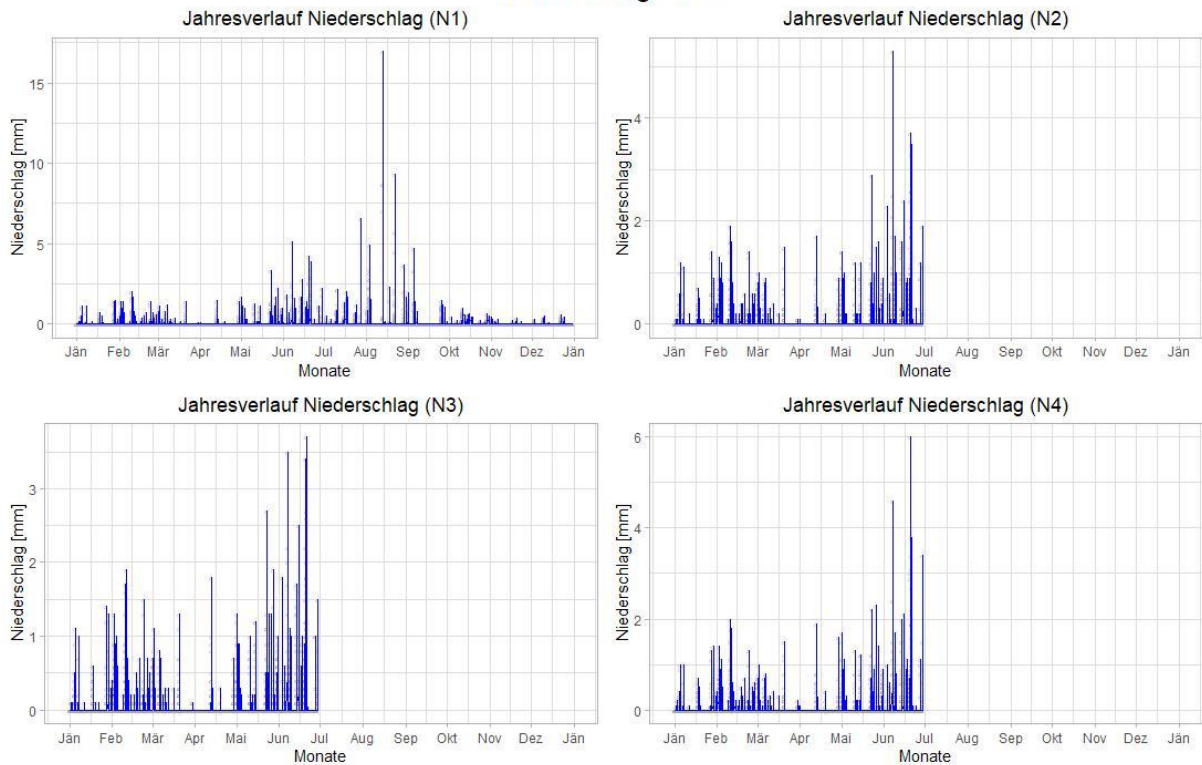 Jahresverlauf Niederschlag (N1)
Niederschlag [mm]
15
10
5
0
Jän Feb Mär Apr Mai Jun Jul Aug Sep Okt Nov Dez Jän
Monate
Jahresverlauf Niederschlag (N2)
Niederschlag [mm]
4
2
0
Jän Feb Mär Apr Mai Jun Jul Aug Sep Okt Nov Dez Jän
Monate
Jahresverlauf Niederschlag (N3)
Niederschlag [mm]
3
2
1
0
Jän Feb Mär Apr Mai Jun Jul Aug Sep Okt Nov Dez Jän
Monate
Jahresverlauf Niederschlag (N4)
Niederschlag [mm]
6
4
2
0
Jän Feb Mär Apr Mai Jun Jul Aug Sep Okt Nov Dez Jän
Monate